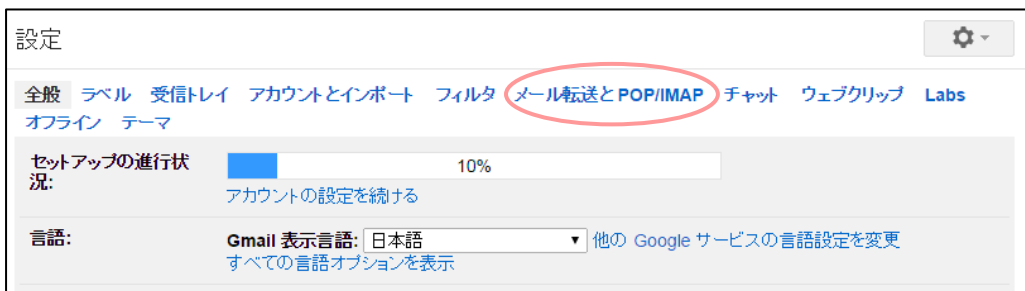 設定
全般 ラベル 受信トレイ アカウントとインポート フィルタ メール転送とPOP/IMAP チャット ウェブクリップ Labs
オフライン テーマ
セットアップの進行状
況:
10%
アカウントの設定を続ける
言語: Gmail 表示言語: 日本語 他の Google サービスの言語設定を変更
すべての言語オプションを表示